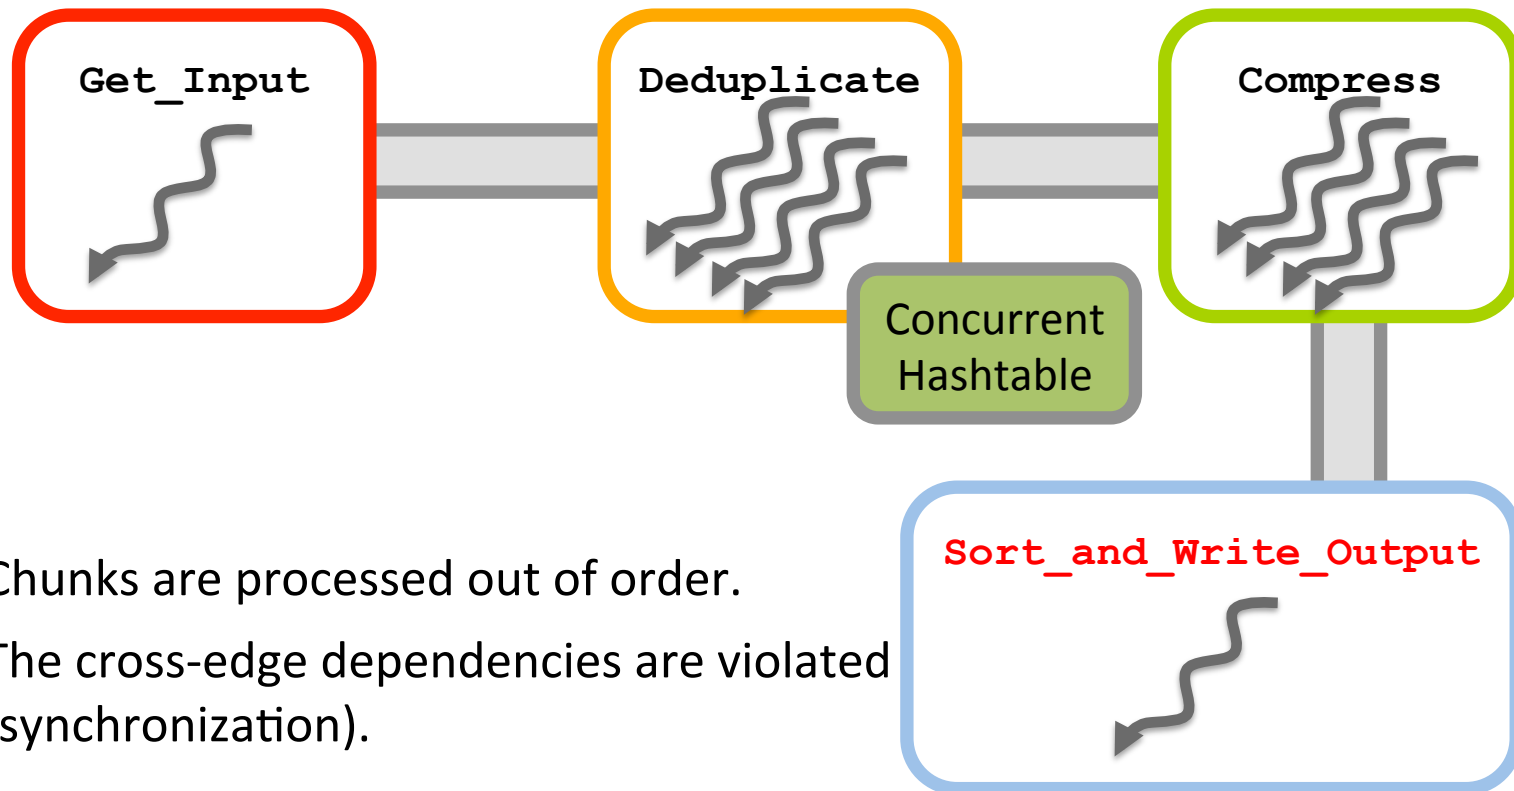 Get_Input
Deduplicate
Compress
Concurrent
Hashtable
Sort_and_Write_Output
Chunks are processed out of order.
The cross-edge dependencies are violated
synchronization).